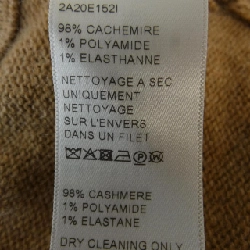 2A20E152I
98% CACHEMIRE
1% POLYAMIDE
1% ELASTHANNE
NETTOYAGE A SEC
UNIQUEMENT
NETTOYAGE
SUR L'ENVERS
DANS UN FILET
98% CASHMERE
1% POLYAMIDE
1% ELASTANE
DRY CLEANING ONLY